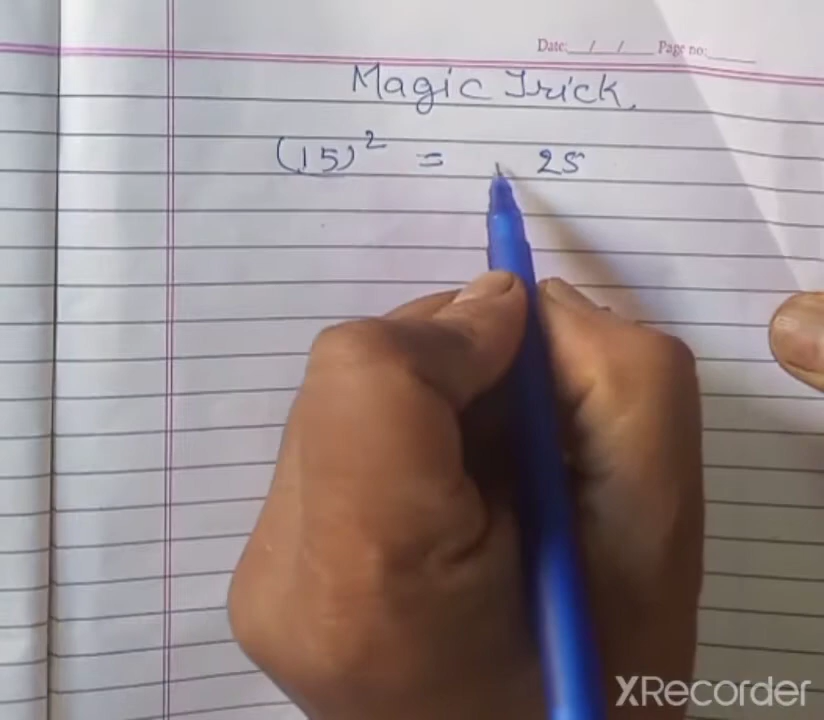 Date: / / Page no:
Magic Trick.
(15)² = 25
XRecorder